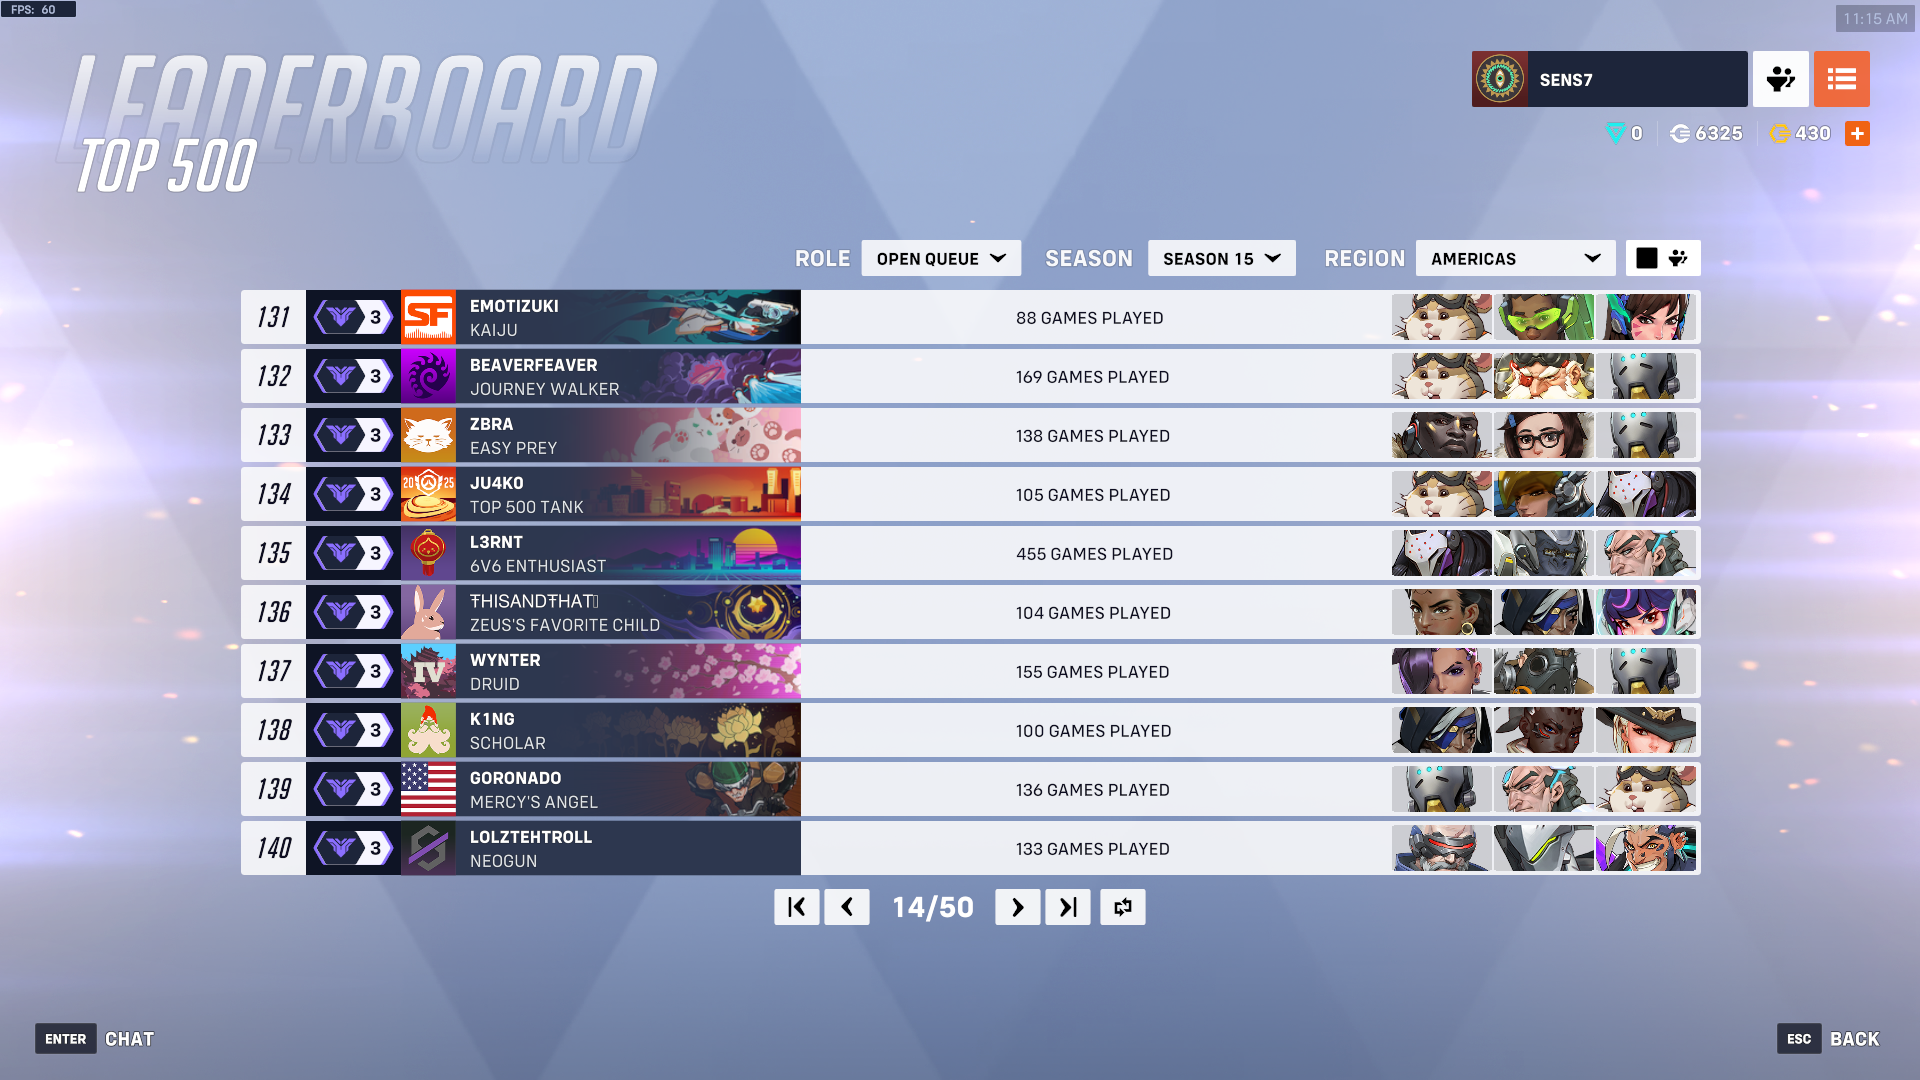 FPS: 60
11:15 AM
LEADERBOARD
TOP 500
SENS7
0
6325
430
ROLE
OPEN QUEUE
SEASON
SEASON 15
REGION
AMERICAS
131
3
SF
EMOTIZUKI
KAIJU
88 GAMES PLAYED
132
3
BEAVERFEAVER
JOURNEY WALKER
169 GAMES PLAYED
133
3
ZBRA
EASY PREY
138 GAMES PLAYED
134
3
2025
JU4KO
TOP 500 TANK
105 GAMES PLAYED
135
3
L3RNT
6V6 ENTHUSIAST
455 GAMES PLAYED
136
3
ŦHISANDŦHAT
ZEUS'S FAVORITE CHILD
104 GAMES PLAYED
137
3
IV
WYNTER
DRUID
155 GAMES PLAYED
138
3
K1NG
SCHOLAR
100 GAMES PLAYED
139
3
GORONADO
MERCY'S ANGEL
136 GAMES PLAYED
140
3
LOLZTEHTROLL
NEOGUN
133 GAMES PLAYED
14/50
ENTER
CHAT
ESC
BACK